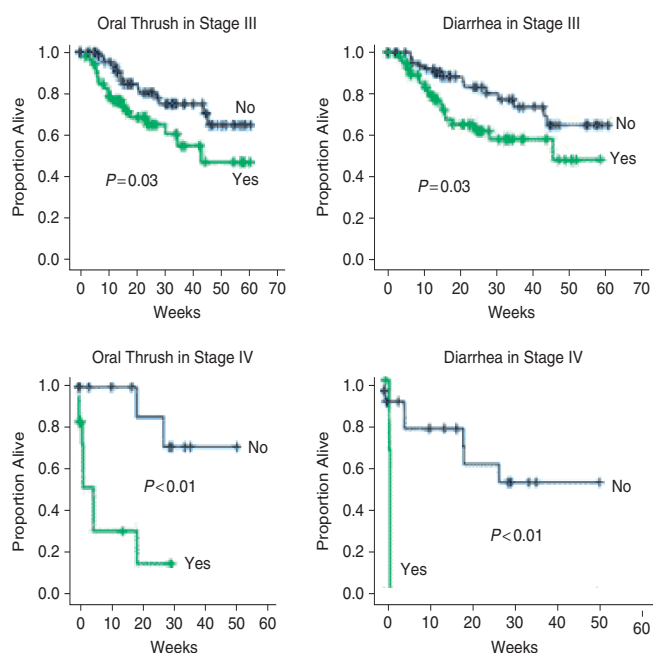 Oral Thrush in Stage III
1.0
0.8
0.6
0.4
0.2
0.0
Proportion Alive
No
Yes
P=0.03
0 10 20 30 40 50 60 70
Weeks
Diarrhea in Stage III
1.0
0.8
0.6
0.4
0.2
0.0
Proportion Alive
No
Yes
P=0.03
0 10 20 30 40 50 60 70
Weeks
Oral Thrush in Stage IV
1.0
0.8
0.6
0.4
0.2
0.0
Proportion Alive
No
P<0.01
Yes
0 10 20 30 40 50 60
Weeks
Diarrhea in Stage IV
1.0
0.8
0.6
0.4
0.2
0.0
Proportion Alive
No
P<0.01
Yes
0 10 20 30 40 50 60
Weeks